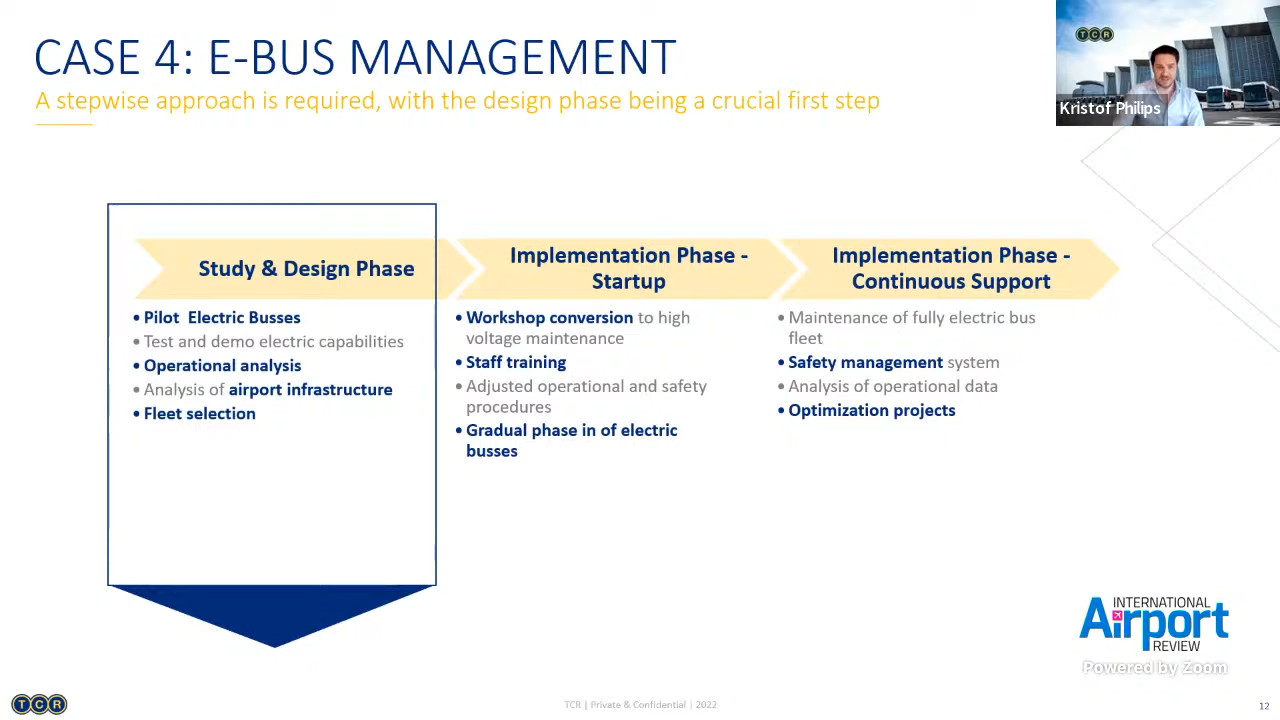 CASE 4: E-BUS MANAGEMENT
A stepwise approach is required, with the design phase being a crucial first step
TCR
Kristof Philips
Study & Design Phase
• Pilot  Electric Busses
• Test and demo electric capabilities
• Operational analysis
• Analysis of airport infrastructure
• Fleet selection
Implementation Phase -
Startup
• Workshop conversion to high
voltage maintenance
• Staff training
• Adjusted operational and safety
procedures
• Gradual phase in of electric
busses
Implementation Phase -
Continuous Support
• Maintenance of fully electric bus
fleet
• Safety management system
• Analysis of operational data
• Optimization projects
INTERNATIONAL
Airport
REVIEW
Powered by Zoom
TCR
TCR | Private & Confidential | 2022
12